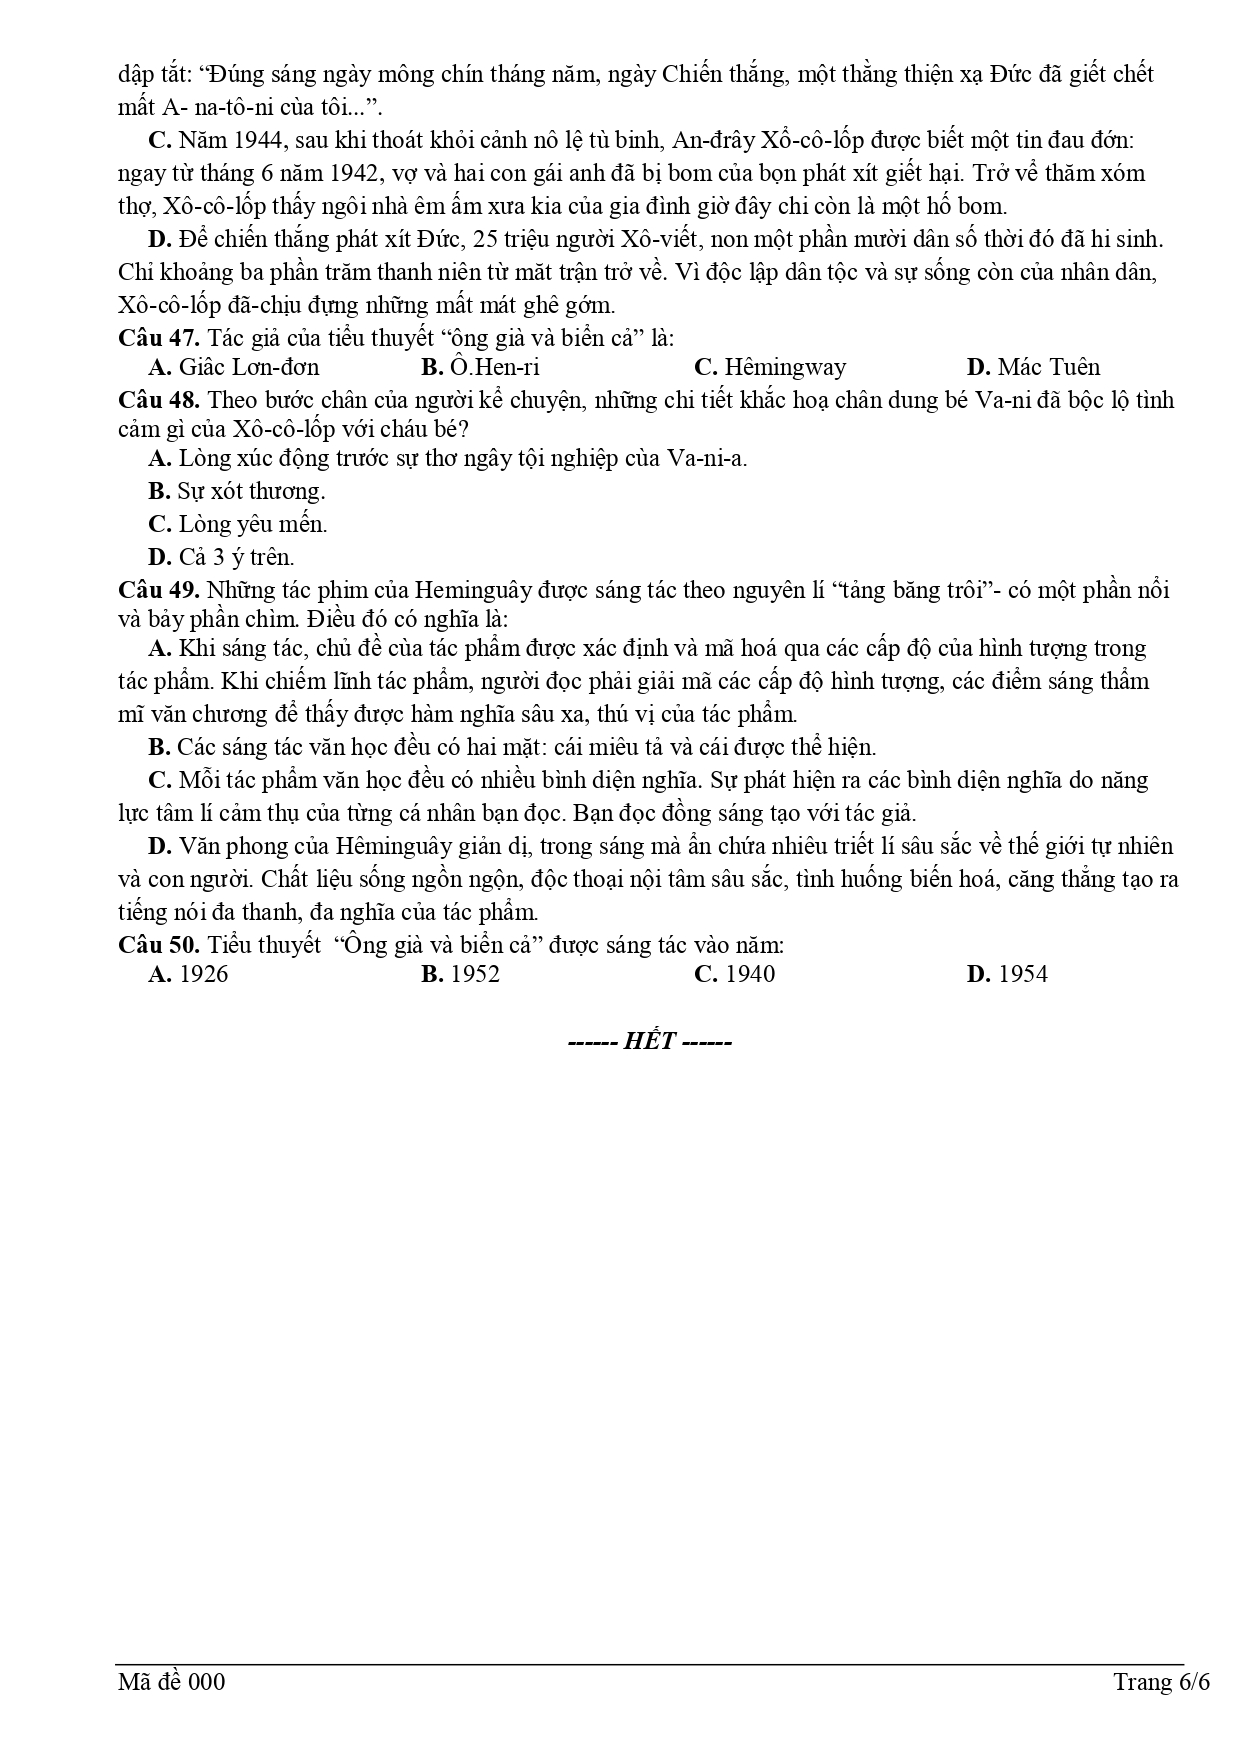 dập tắt: “Đúng sáng ngày mông chín tháng năm, ngày Chiến thắng, một thằng thiện xạ Đức đã giết chết
mất A- na-tô-ni cùa tôi...”.
C. Năm 1944, sau khi thoát khỏi cảnh nô lệ tù binh, An-đrây Xổ-cô-lốp được biết một tin đau đớn:
ngay từ tháng 6 năm 1942, vợ và hai con gái anh đã bị bom của bọn phát xít giết hại. Trở về thăm xóm
thợ, Xô-cô-lốp thấy ngôi nhà êm ấm xưa kia của gia đình giờ đây chi còn là một hố bom.
D. Để chiến thắng phát xít Đức, 25 triệu người Xô-viết, non một phần mười dân số thời đó đã hi sinh.
Chỉ khoảng ba phần trăm thanh niên từ măt trận trở về. Vì độc lập dân tộc và sự sống còn của nhân dân,
Xô-cô-lốp đã-chịu đựng những mất mát ghê gớm.
Câu 47. Tác giả của tiểu thuyết “ông già và biển cả” là:
A. Giâc Lơn-đơn B. Ô.Hen-ri C. Hêmingway D. Mác Tuên
Câu 48. Theo bước chân của người kể chuyện, những chi tiết khắc hoạ chân dung bé Va-ni đã bộc lộ tình
cảm gì của Xô-cô-lốp với cháu bé?
A. Lòng xúc động trước sự thơ ngây tội nghiệp cùa Va-ni-a.
B. Sự xót thương.
C. Lòng yêu mến.
D. Cả 3 ý trên.
Câu 49. Những tác phim của Heminguây được sáng tác theo nguyên lí “tảng băng trôi”- có một phần nổi
và bảy phần chìm. Điều đó có nghĩa là:
A. Khi sáng tác, chủ đề cùa tác phẩm được xác định và mã hoá qua các cấp độ của hình tượng trong
tác phẩm. Khi chiếm lĩnh tác phẩm, người đọc phải giải mã các cấp độ hình tượng, các điểm sáng thẩm
mĩ văn chương để thấy được hàm nghĩa sâu xa, thú vị của tác phẩm.
B. Các sáng tác văn học đều có hai mặt: cái miêu tả và cái được thể hiện.
C. Mỗi tác phẩm văn học đều có nhiều bình diện nghĩa. Sự phát hiện ra các bình diện nghĩa do năng
lực tâm lí cảm thụ của từng cá nhân bạn đọc. Bạn đọc đồng sáng tạo với tác giả.
D. Văn phong của Hêminguây giản dị, trong sáng mà ẩn chứa nhiêu triết lí sâu sắc về thế giới tự nhiên
và con người. Chất liệu sống ngồn ngộn, độc thoại nội tâm sâu sắc, tình huống biến hoá, căng thẳng tạo ra
tiếng nói đa thanh, đa nghĩa của tác phẩm.
Câu 50. Tiểu thuyết “Ông già và biển cả” được sáng tác vào năm:
A. 1926 B. 1952 C. 1940 D. 1954
------ HẾT ------
Mã đề 000 Trang 6/6